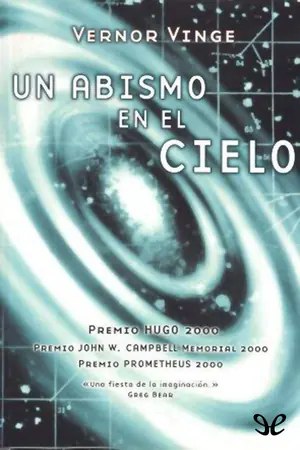 VERNOR VINGE
UN ABISMO
EN EL
CIELO
PREMIO HUGO 2000
PREMIO JOHN W. CAMPBELL MEMORIAL 2000
PREMIO PROMETHEUS 2000
«Una fiesta de la imaginación.»
GREG BEAR